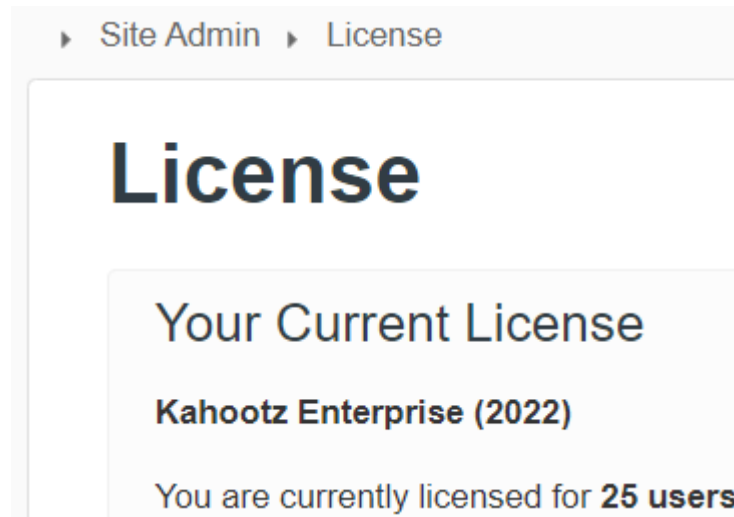 Site Admin License
License
Your Current License
Kahootz Enterprise (2022)
You are currently licensed for 25 users